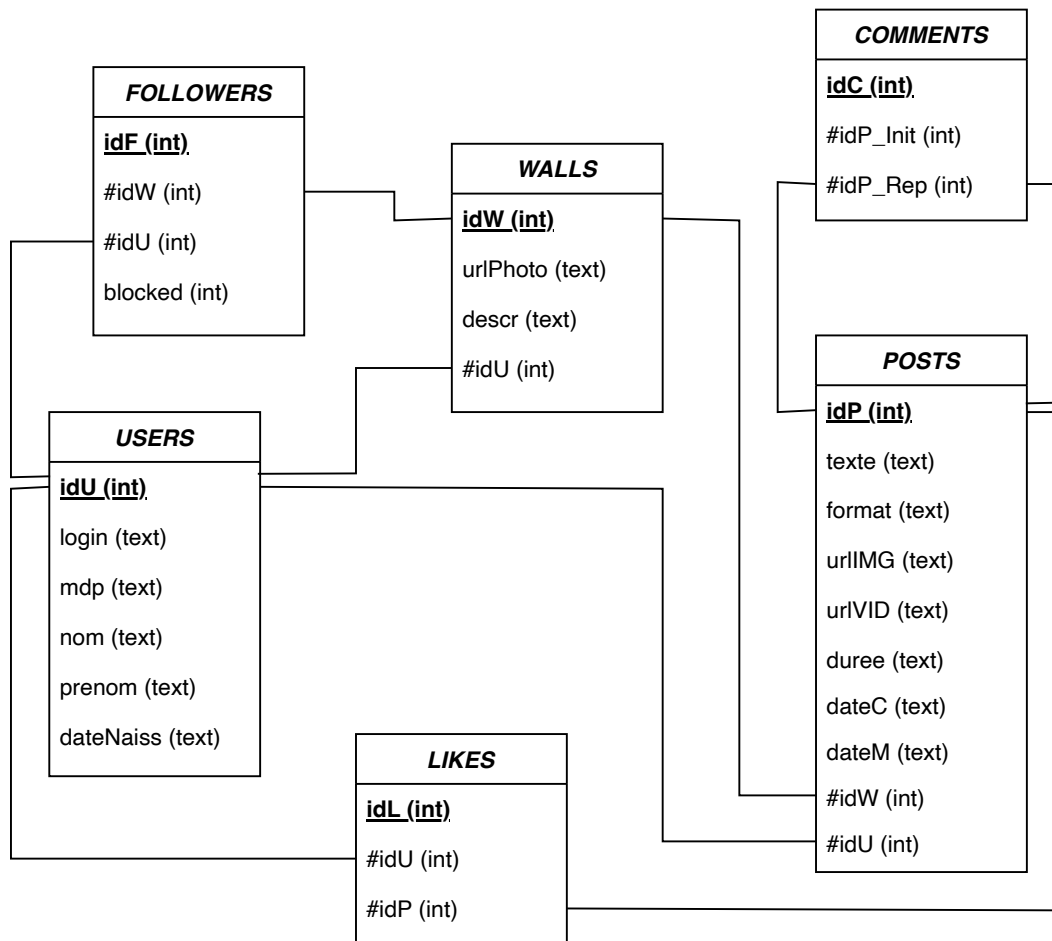 COMMENTS
idC (int)
#idP_Init (int)
#idP_Rep (int)
FOLLOWERS
idF (int)
#idW (int)
#idU (int)
blocked (int)
WALLS
idW (int)
urlPhoto (text)
descr (text)
#idU (int)
POSTS
idP (int)
texte (text)
format (text)
urlIMG (text)
urlVID (text)
duree (text)
dateC (text)
dateM (text)
#idW (int)
#idU (int)
USERS
idU (int)
login (text)
mdp (text)
nom (text)
prenom (text)
dateNaiss (text)
LIKES
idL (int)
#idU (int)
#idP (int)